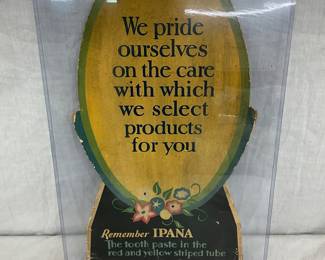 We pride
ourselves
on the care
with which
we select
products
for you
Remember IPANA
The tooth paste in the
red and yellow striped tube